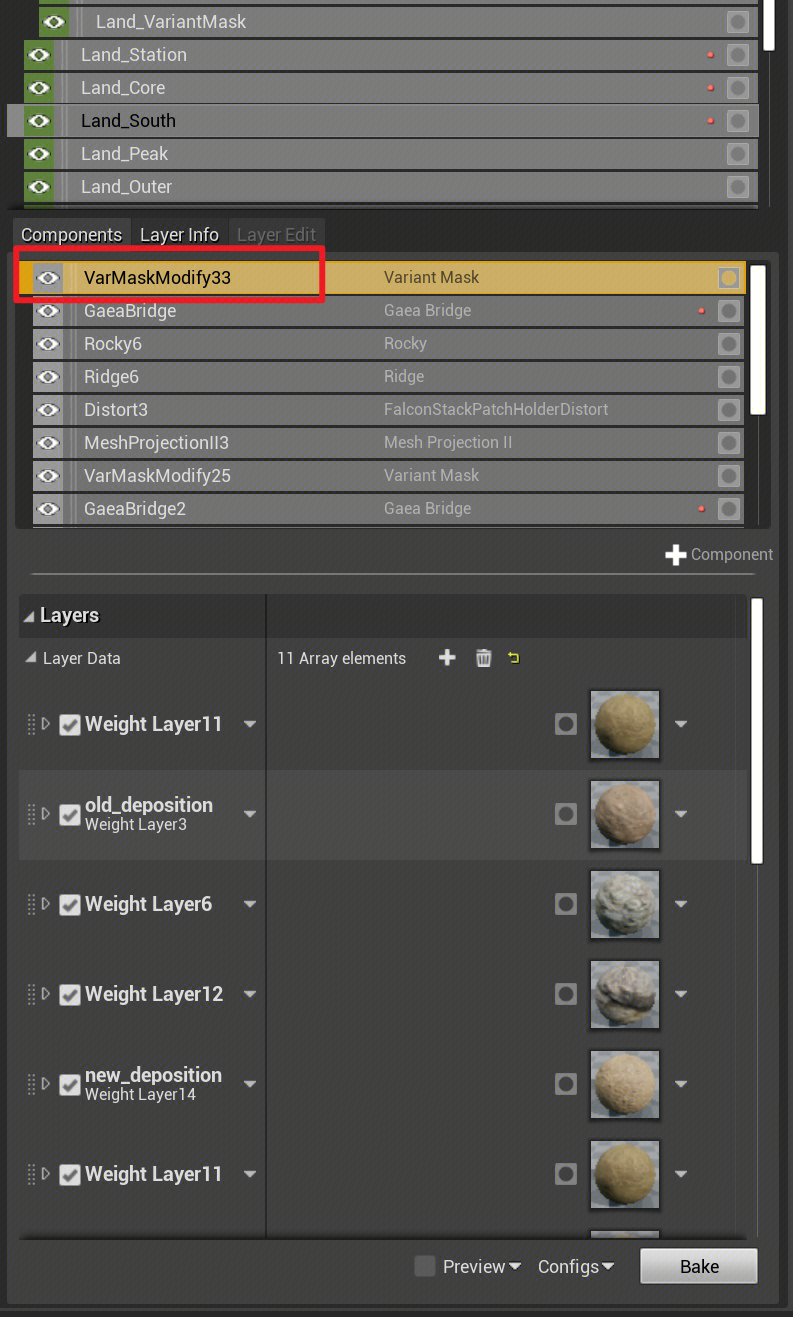 Land_VariantMask
Land_Station
Land_Core
Land_South
Land_Peak
Land_Outer
Components Layer Info Layer Edit
VarMaskModify33 Variant Mask
GaeaBridge Gaea Bridge
Rocky6 Rocky
Ridge6 Ridge
Distort3 FalconStackPatchHolderDistort
MeshProjectionII3 Mesh Projection II
VarMaskModify25 Variant Mask
GaeaBridge2 Gaea Bridge
Component
Layers
Layer Data 11 Array elements
Weight Layer11
old_deposition
Weight Layer3
Weight Layer6
Weight Layer12
new_deposition
Weight Layer14
Weight Layer11
Preview Configs Bake